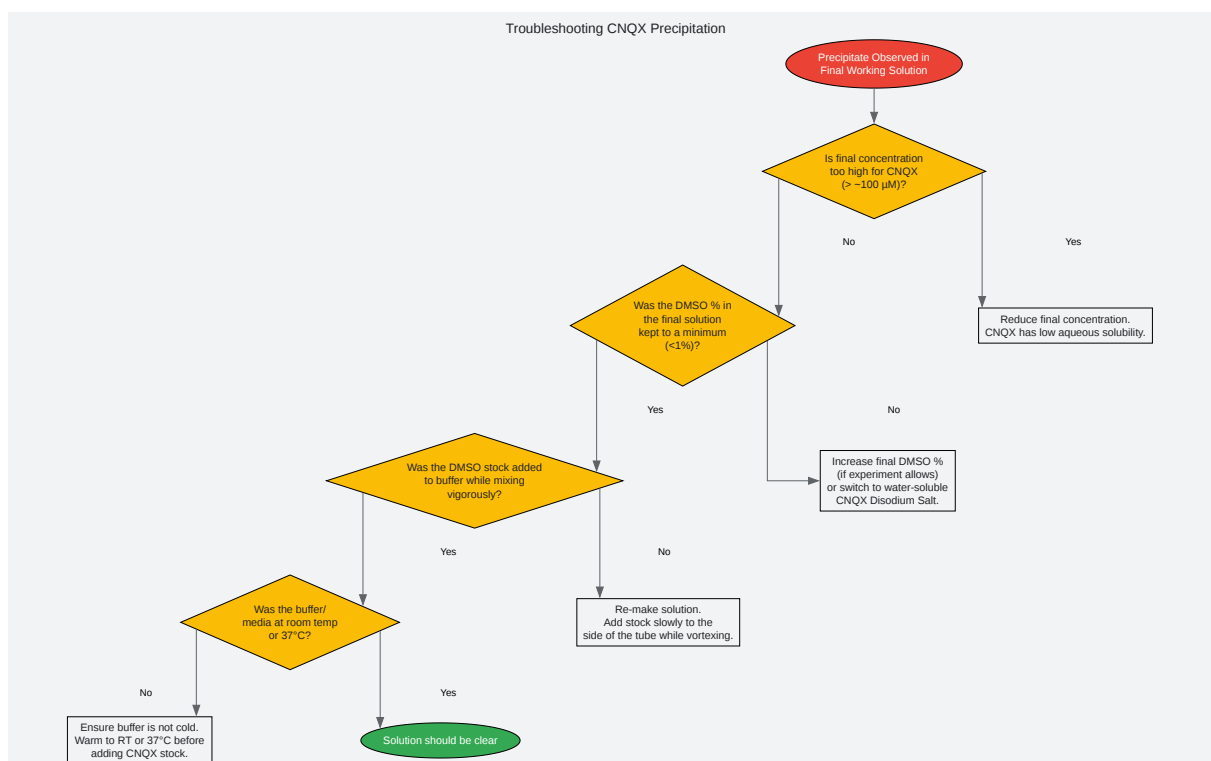 Troubleshooting CNQX Precipitation
Precipitate Observed in
Final Working Solution
Is final concentration
too high for CNQX
(> ~100 µM)?
No
Yes
Was the DMSO % in
the final solution
kept to a minimum
(<1%)?
Reduce final concentration.
CNQX has low aqueous solubility.
Yes
No
Was the DMSO stock added
to buffer while mixing
vigorously?
Increase final DMSO %
(if experiment allows)
or switch to water-soluble
CNQX Disodium Salt.
Yes
No
Was the buffer/
media at room temp
or 37°C?
Re-make solution.
Add stock slowly to the
side of the tube while vortexing.
No
Yes
Ensure buffer is not cold.
Warm to RT or 37°C before
adding CNQX stock.
Solution should be clear